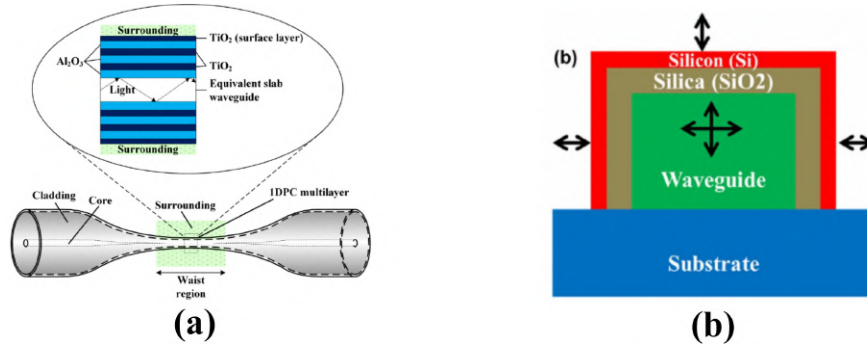 Surrounding
TiO2 (surface layer)
Al2O3
TiO2
Light
Equivalent slab
waveguide
Surrounding
Cladding
Core
Surrounding
1DPC multilayer
Waist
region
(a)
(b)
Silicon (Si)
Silica (SiO2)
Waveguide
Substrate
(b)